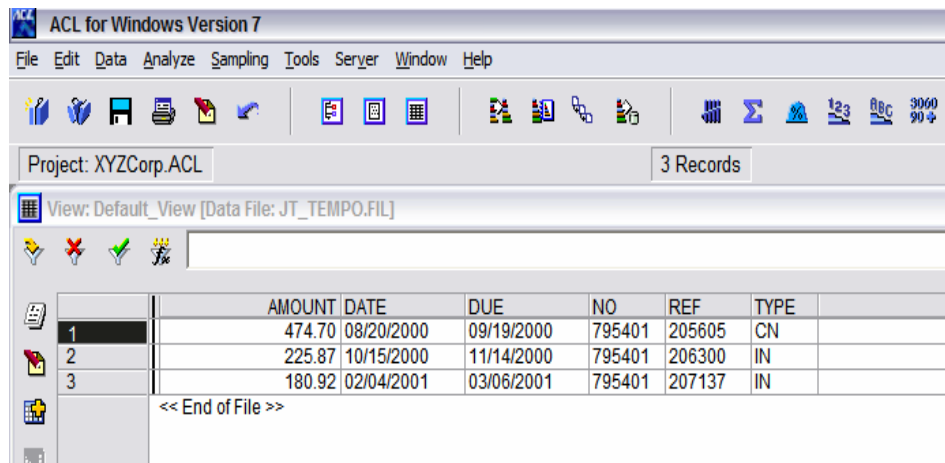 ACL for Windows Version 7
File Edit Data Analyze Sampling Tools Server Window Help
Project: XYZCorp.ACL 3 Records
View: Default_View [Data File: JT_TEMPO.FIL]
AMOUNT DATE DUE NO REF TYPE
1 474.70 08/20/2000 09/19/2000 795401 205605 CN
2 225.87 10/15/2000 11/14/2000 795401 206300 IN
3 180.92 02/04/2001 03/06/2001 795401 207137 IN
<< End of File >>